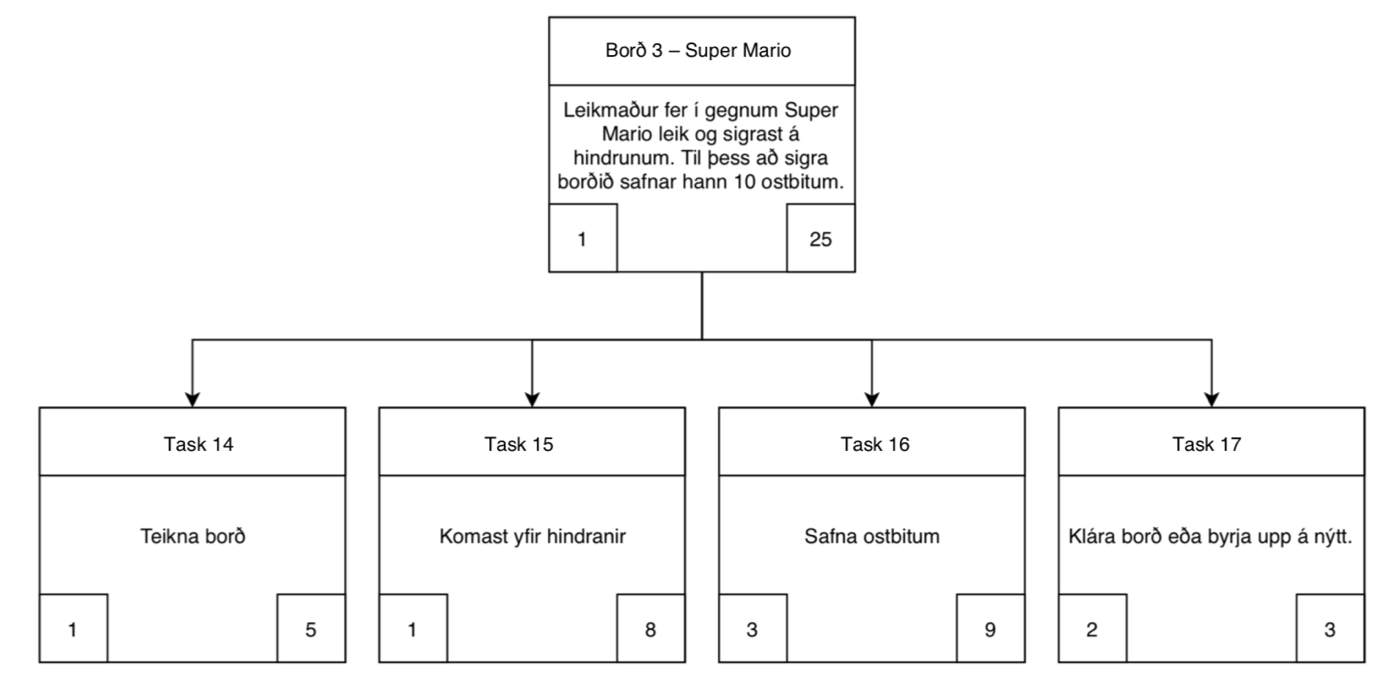 Borð 3 – Super Mario
Leikmaður fer í gegnum Super
Mario leik og sigrast á
hindrunum. Til þess að sigra
borðið safnar hann 10 ostbitum.
1
25
Task 14
Teikna borð
1
5
Task 15
Komast yfir hindranir
1
8
Task 16
Safna ostbitum
3
9
Task 17
Klára borð eða byrja upp á nýtt.
2
3